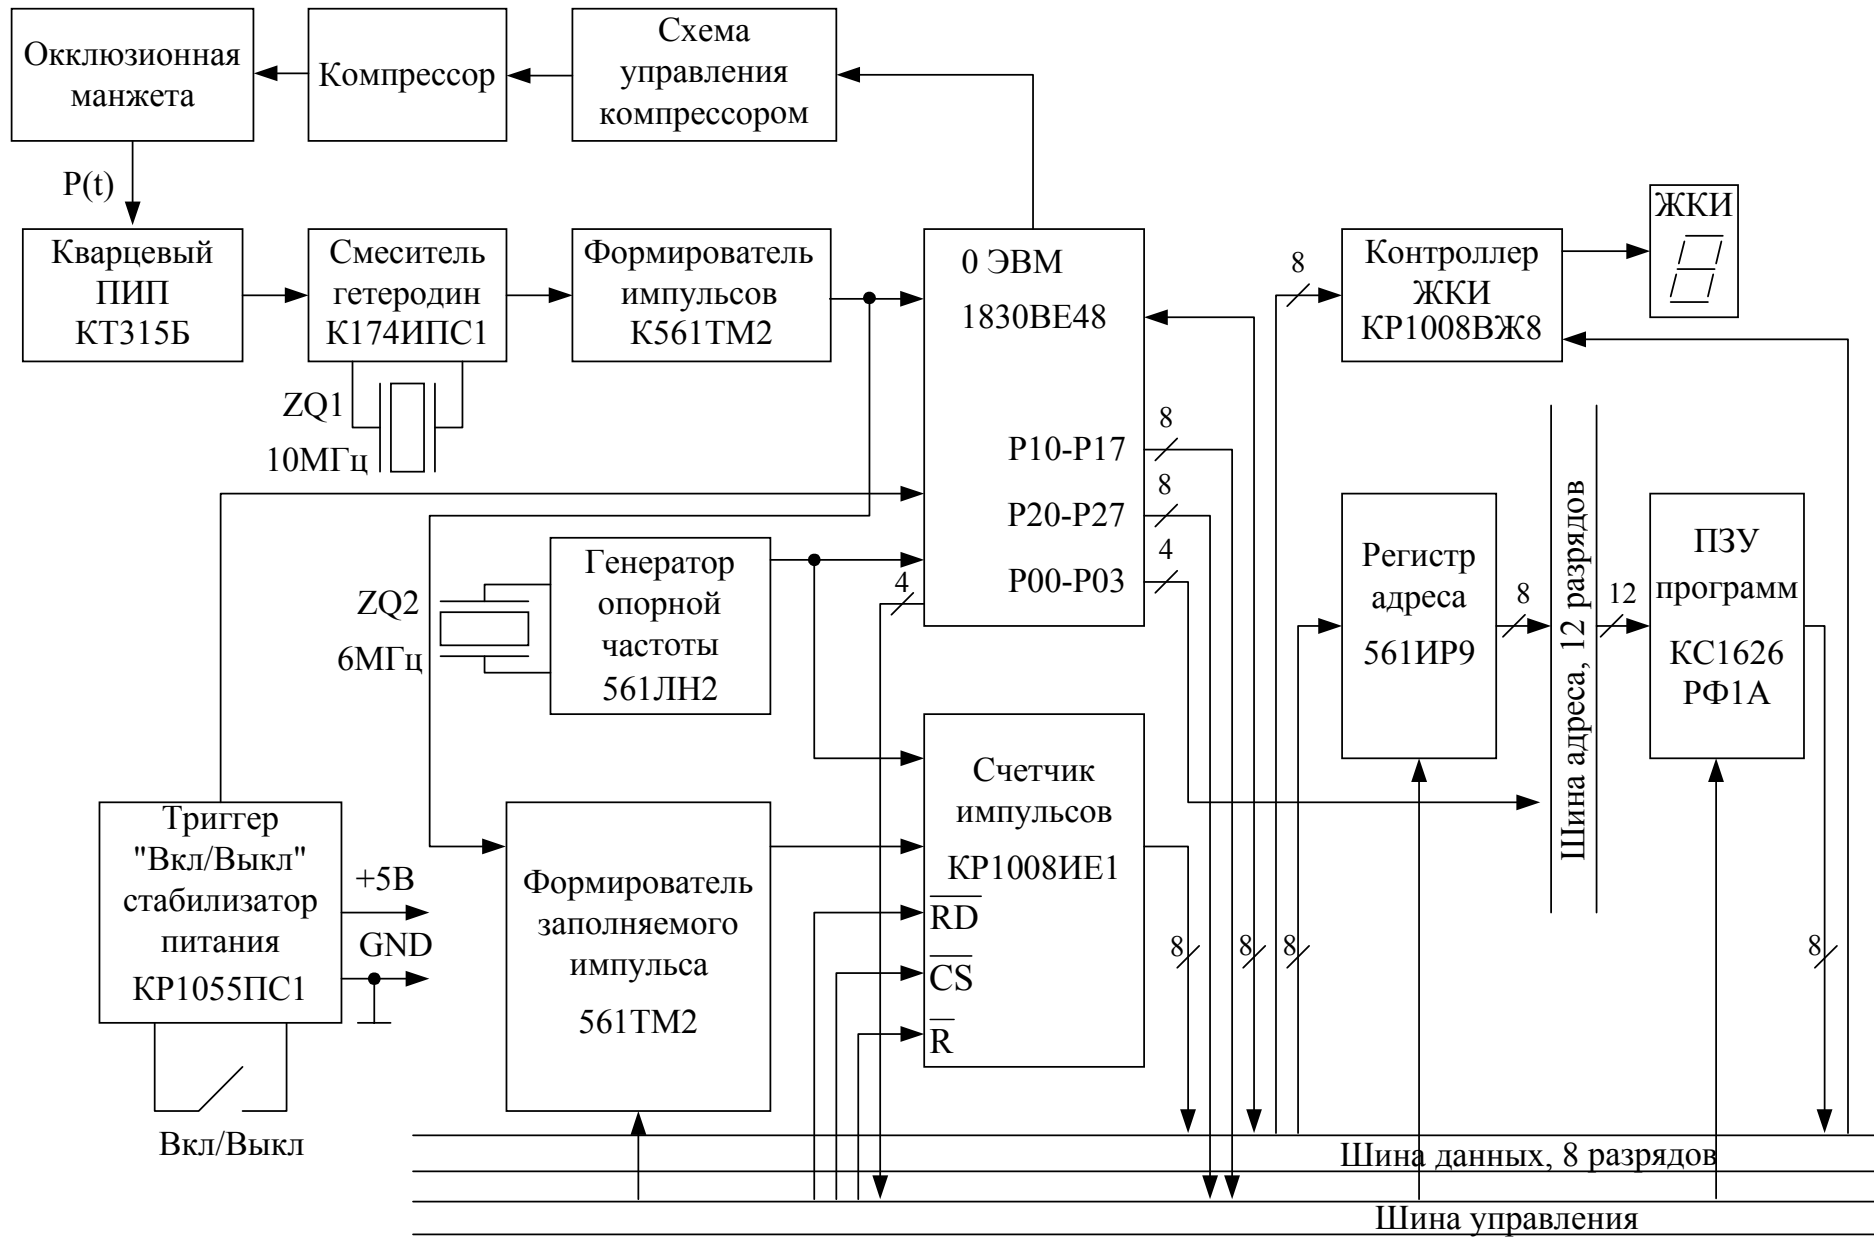 Окклюзионная
манжета
Компрессор
Схема
управления
компрессором
P(t)
Кварцевый
ПИП
КТ315Б
Смеситель
гетеродин
К174ИПС1
Формирователь
импульсов
К561ТМ2
0 ЭВМ
1830ВЕ48
P10-P17
P20-P27
P00-P03
8
8
4
4
8
Контроллер
ЖКИ
КР1008ВЖ8
ЖКИ
ZQ1
10МГц
ZQ2
6МГц
Генератор
опорной
частоты
561ЛН2
Регистр
адреса
561ИР9
8
Шина адреса, 12 разрядов
12
ПЗУ
программ
КС1626
РФ1А
Триггер
"Вкл/Выкл"
стабилизатор
питания
КР1055ПС1
+5В
GND
Вкл/Выкл
Формирователь
заполняемого
импульса
561ТМ2
Счетчик
импульсов
КР1008ИЕ1
RD
CS
R
8
8
8
8
Шина данных, 8 разрядов
Шина управления